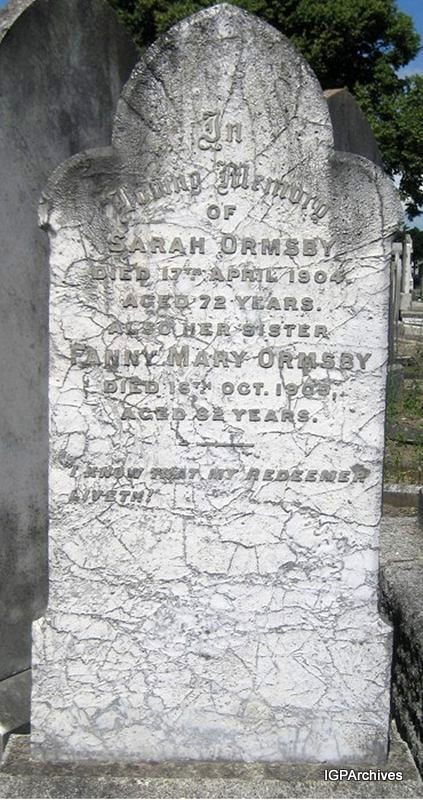 In
Loving Memory
OF
SARAH ORMSBY
DIED 17TH APRIL 1904.
AGED 72 YEARS.
ALSO HER SISTER
FANNY MARY ORMSBY
DIED OCT.
AGED 82 YEARS.
"I KNOW THAT MY REDEEMER
LIVETH."
IGPArchives